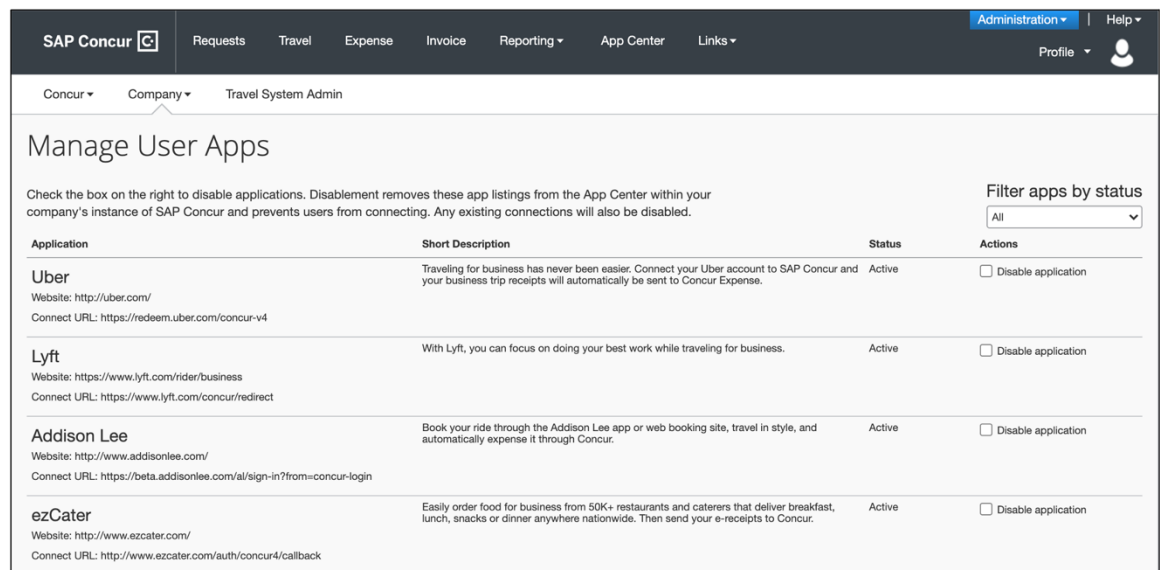 Administration
Help
SAP Concur
Requests
Travel
Expense
Invoice
Reporting
App Center
Links
Profile
Concur
Company
Travel System Admin
Manage User Apps
Check the box on the right to disable applications. Disablement removes these app listings from the App Center within your
company's instance of SAP Concur and prevents users from connecting. Any existing connections will also be disabled.
Filter apps by status
All
Application
Short Description
Status
Actions
Uber
Website: http://uber.com/
Connect URL: https://redeem.uber.com/concur-v4
Traveling for business has never been easier. Connect your Uber account to SAP Concur and
your business trip receipts will automatically be sent to Concur Expense.
Active
Disable application
Lyft
Website: https://www.lyft.com/rider/business
Connect URL: https://www.lyft.com/concur/redirect
With Lyft, you can focus on doing your best work while traveling for business.
Active
Disable application
Addison Lee
Website: http://www.addisonlee.com/
Connect URL: https://beta.addisonlee.com/al/sign-in?from=concur-login
Book your ride through the Addison Lee app or web booking site, travel in style, and
automatically expense it through Concur.
Active
Disable application
ezCater
Website: http://www.ezcater.com/
Connect URL: http://www.ezcater.com/auth/concur4/callback
Easily order food for business from 50K+ restaurants and caterers that deliver breakfast,
lunch, snacks or dinner anywhere nationwide. Then send your e-receipts to Concur.
Active
Disable application